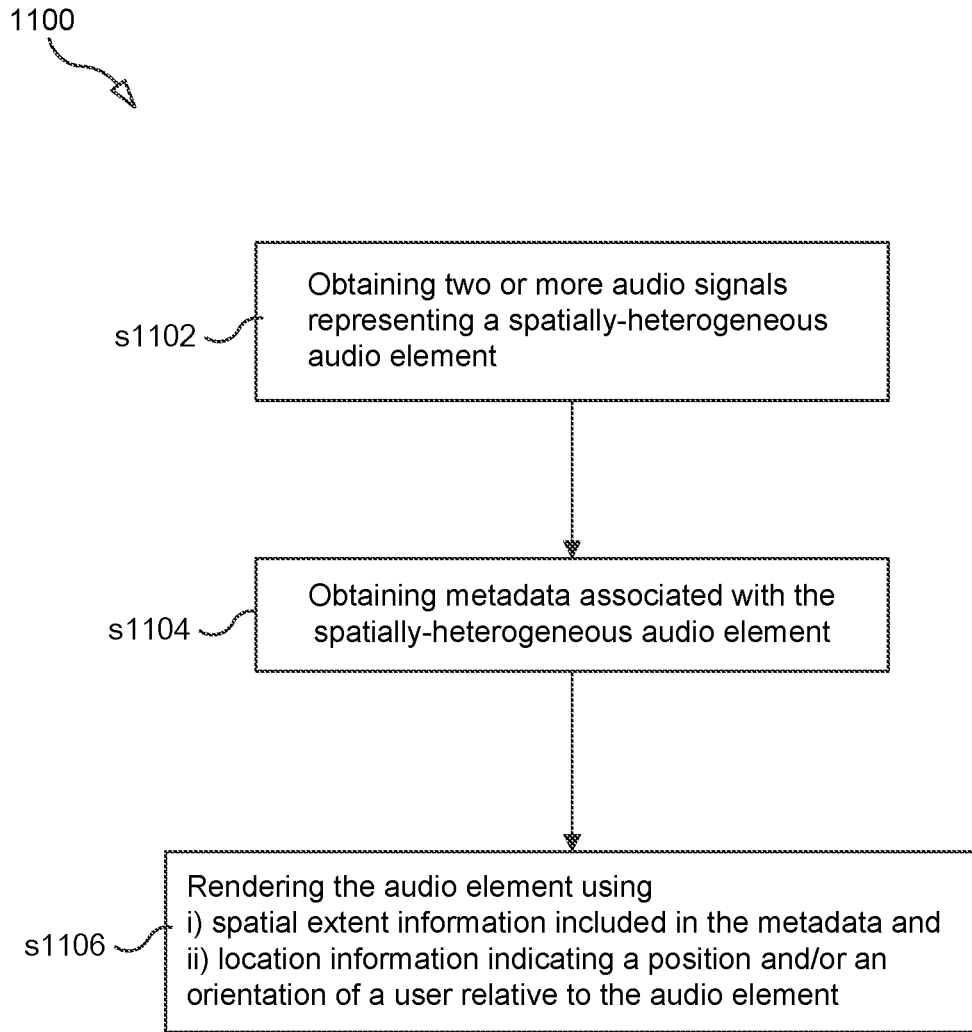 1100
Obtaining two or more audio signals
representing a spatially-heterogeneous
audio element
s1102
Obtaining metadata associated with the
spatially-heterogeneous audio element
s1104
Rendering the audio element using
i) spatial extent information included in the metadata and
ii) location information indicating a position and/or an
orientation of a user relative to the audio element
s1106